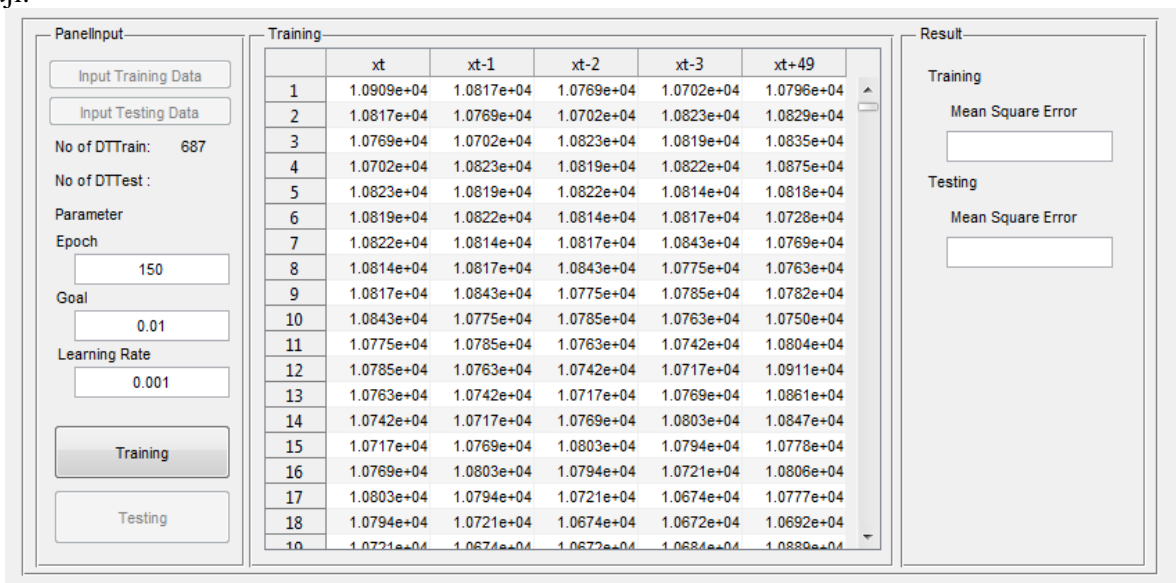 PanelInput
Input Training Data
Input Testing Data
No of DTTrain: 687
No of DTTest :
Parameter
Epoch
150
Goal
0.01
Learning Rate
0.001
Training
Testing
Training
xt xt-1 xt-2 xt-3 xt+49
1 1.0909e+04 1.0817e+04 1.0769e+04 1.0702e+04 1.0796e+04
2 1.0817e+04 1.0769e+04 1.0702e+04 1.0823e+04 1.0829e+04
3 1.0769e+04 1.0702e+04 1.0823e+04 1.0819e+04 1.0835e+04
4 1.0702e+04 1.0823e+04 1.0819e+04 1.0822e+04 1.0875e+04
5 1.0823e+04 1.0819e+04 1.0822e+04 1.0814e+04 1.0818e+04
6 1.0819e+04 1.0822e+04 1.0814e+04 1.0817e+04 1.0728e+04
7 1.0822e+04 1.0814e+04 1.0817e+04 1.0843e+04 1.0769e+04
8 1.0814e+04 1.0817e+04 1.0843e+04 1.0775e+04 1.0763e+04
9 1.0817e+04 1.0843e+04 1.0775e+04 1.0785e+04 1.0782e+04
10 1.0843e+04 1.0775e+04 1.0785e+04 1.0763e+04 1.0750e+04
11 1.0775e+04 1.0785e+04 1.0763e+04 1.0742e+04 1.0804e+04
12 1.0785e+04 1.0763e+04 1.0742e+04 1.0717e+04 1.0911e+04
13 1.0763e+04 1.0742e+04 1.0717e+04 1.0769e+04 1.0861e+04
14 1.0742e+04 1.0717e+04 1.0769e+04 1.0803e+04 1.0847e+04
15 1.0717e+04 1.0769e+04 1.0803e+04 1.0794e+04 1.0778e+04
16 1.0769e+04 1.0803e+04 1.0794e+04 1.0721e+04 1.0806e+04
17 1.0803e+04 1.0794e+04 1.0721e+04 1.0674e+04 1.0777e+04
18 1.0794e+04 1.0721e+04 1.0674e+04 1.0672e+04 1.0692e+04
19 1.0721e+04 1.0674e+04 1.0672e+04 1.0684e+04 1.0889e+04
Result
Training
Mean Square Error
Testing
Mean Square Error